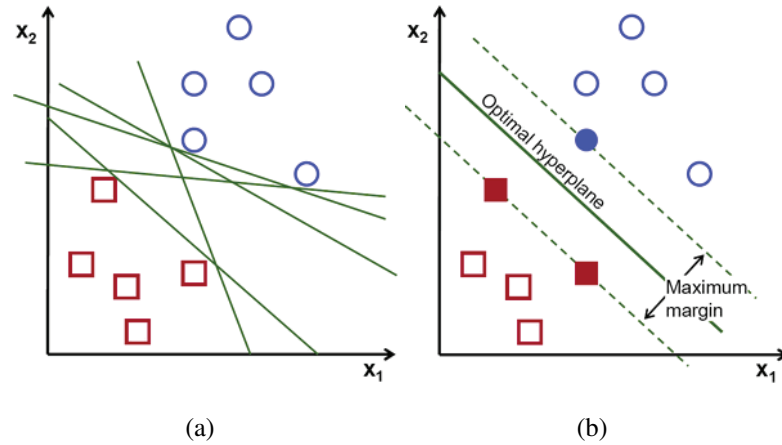 x2
x1
(a)
x2
Optimal hyperplane
Maximum
margin
x1
(b)